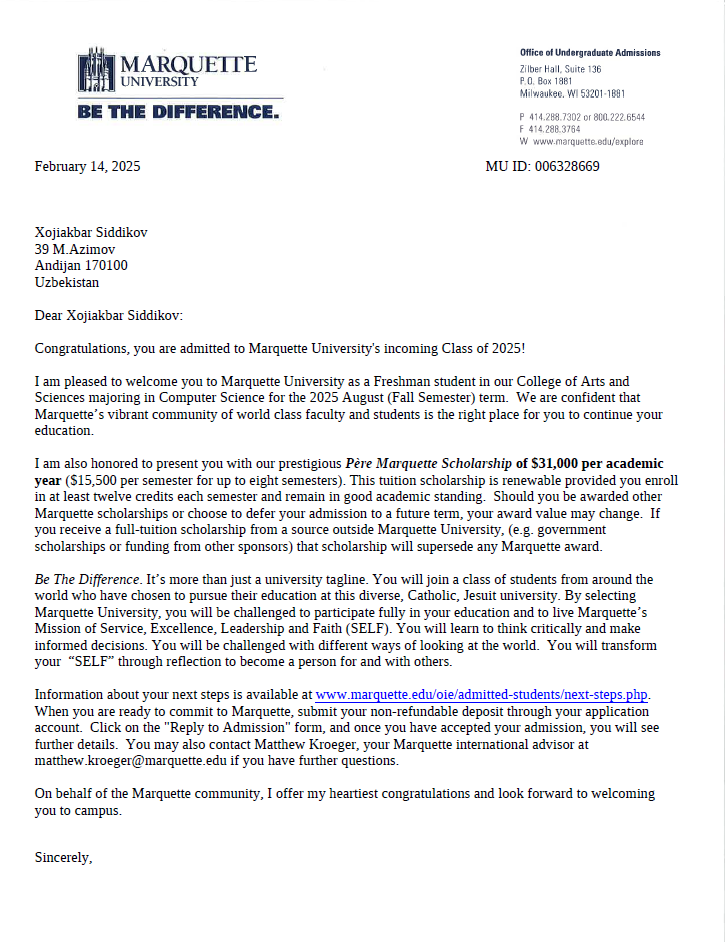 MARQUETTE
UNIVERSITY
BE THE DIFFERENCE.
Office of Undergraduate Admissions
Zilber Hall, Suite 136
P.O. Box 1881
Milwaukee, WI 53201-1881
P 414.288.7302 or 800.222.6544
F 414.288.3764
W www.marquette.edu/explore
February 14, 2025 MU ID: 006328669
Xojiakbar Siddikov
39 M.Azimov
Andijan 170100
Uzbekistan
Dear Xojiakbar Siddikov:
Congratulations, you are admitted to Marquette University's incoming Class of 2025!
I am pleased to welcome you to Marquette University as a Freshman student in our College of Arts and
Sciences majoring in Computer Science for the 2025 August (Fall Semester) term.  We are confident that
Marquette’s vibrant community of world class faculty and students is the right place for you to continue your
education.
I am also honored to present you with our prestigious Père Marquette Scholarship of $31,000 per academic
year ($15,500 per semester for up to eight semesters). This tuition scholarship is renewable provided you enroll
in at least twelve credits each semester and remain in good academic standing.  Should you be awarded other
Marquette scholarships or choose to defer your admission to a future term, your award value may change.  If
you receive a full-tuition scholarship from a source outside Marquette University, (e.g. government
scholarships or funding from other sponsors) that scholarship will supersede any Marquette award.
Be The Difference. It’s more than just a university tagline. You will join a class of students from around the
world who have chosen to pursue their education at this diverse, Catholic, Jesuit university. By selecting
Marquette University, you will be challenged to participate fully in your education and to live Marquette’s
Mission of Service, Excellence, Leadership and Faith (SELF). You will learn to think critically and make
informed decisions. You will be challenged with different ways of looking at the world.  You will transform
your  “SELF” through reflection to become a person for and with others.
Information about your next steps is available at www.marquette.edu/oie/admitted-students/next-steps.php.
When you are ready to commit to Marquette, submit your non-refundable deposit through your application
account.  Click on the "Reply to Admission" form, and once you have accepted your admission, you will see
further details.  You may also contact Matthew Kroeger, your Marquette international advisor at
matthew.kroeger@marquette.edu if you have further questions.
On behalf of the Marquette community, I offer my heartiest congratulations and look forward to welcoming
you to campus.
Sincerely,